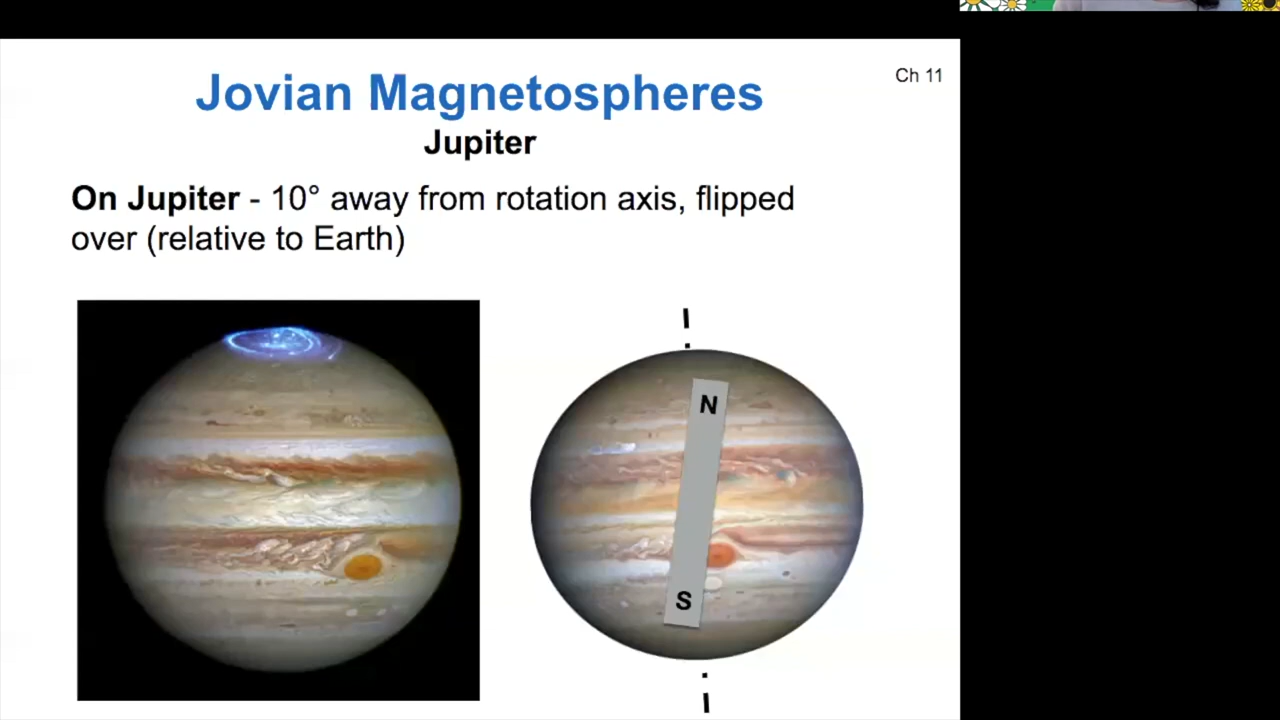 Ch 11
Jovian Magnetospheres
Jupiter
On Jupiter - 10° away from rotation axis, flipped
over (relative to Earth)
N
S